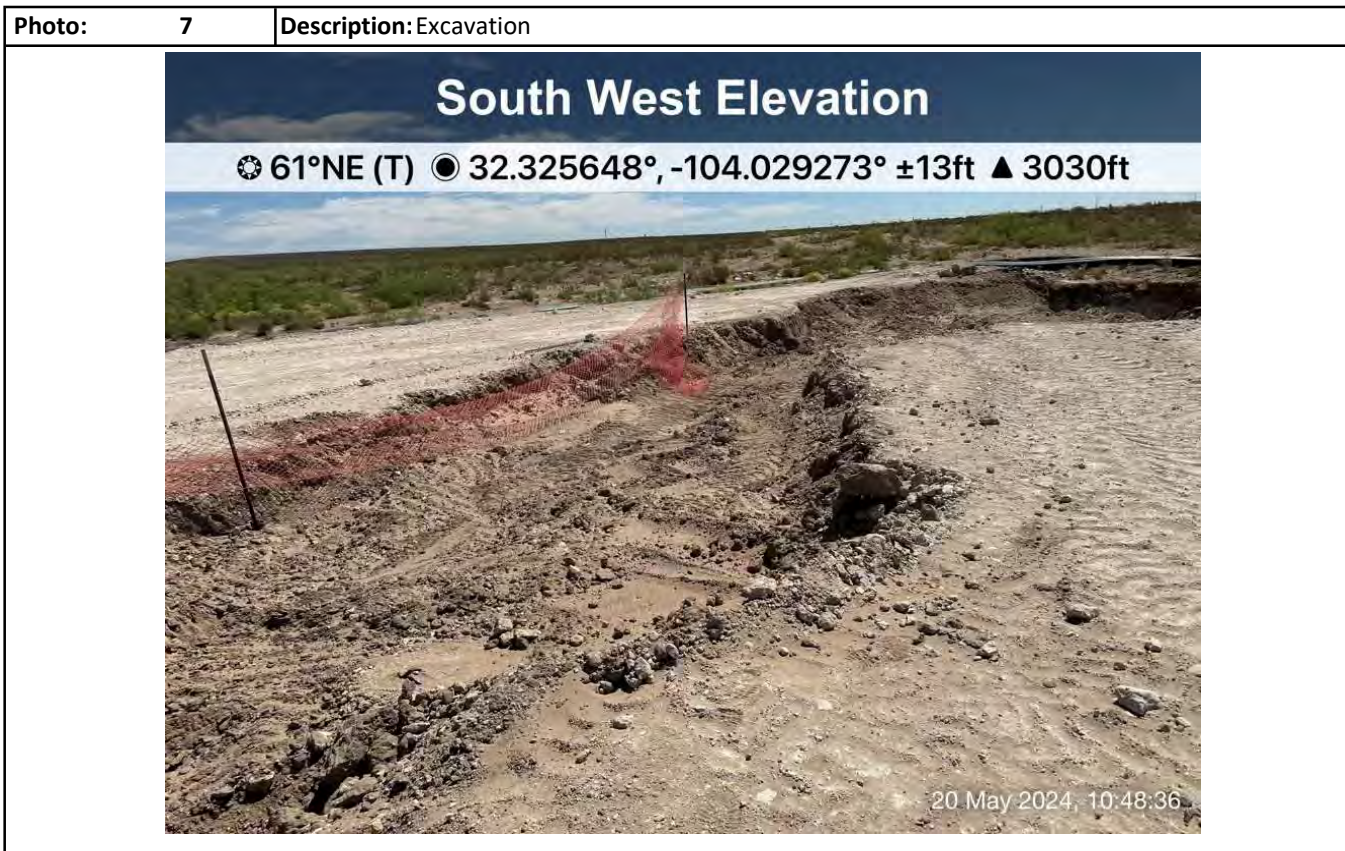 Photo: 7 Description: Excavation
South West Elevation
61°NE (T) 32.325648°, -104.029273° ±13ft ▲ 3030ft
20 May 2024, 10:48:36